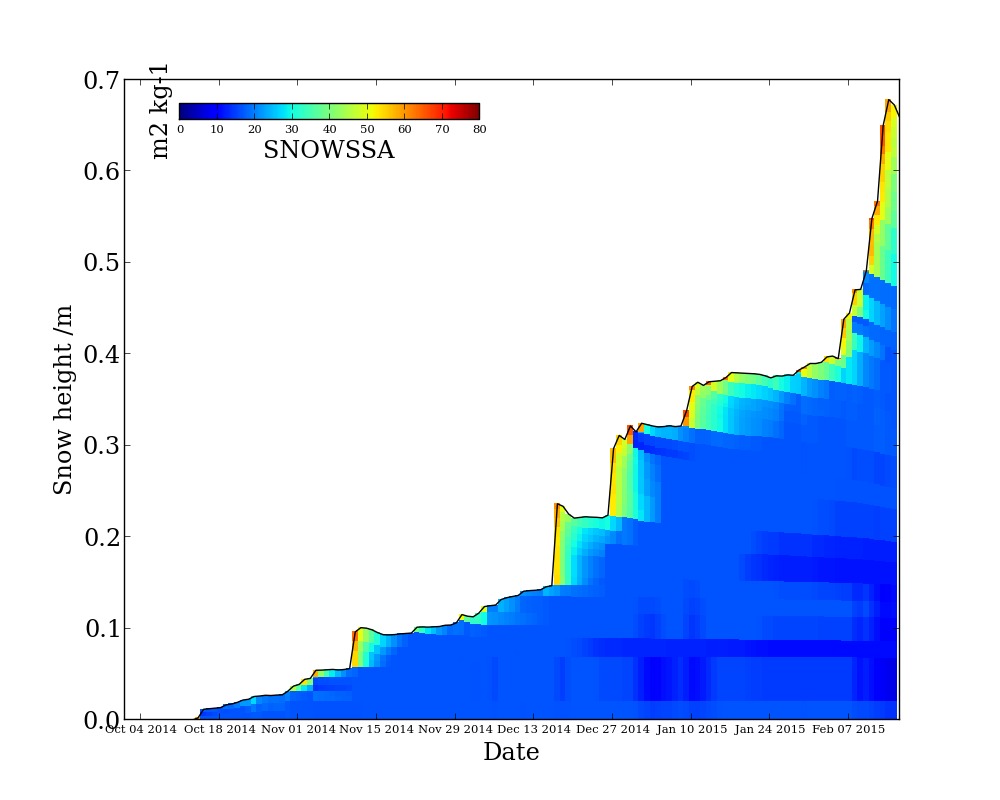 0.7
m2 kg-1
0 10 20 30 40 50 60 70 80
SNOWSSA
0.6
0.5
Snow height /m
0.4
0.3
0.2
0.1
0.0
Oct 04 2014 Oct 18 2014 Nov 01 2014 Nov 15 2014 Nov 29 2014 Dec 13 2014 Dec 27 2014 Jan 10 2015 Jan 24 2015 Feb 07 2015
Date